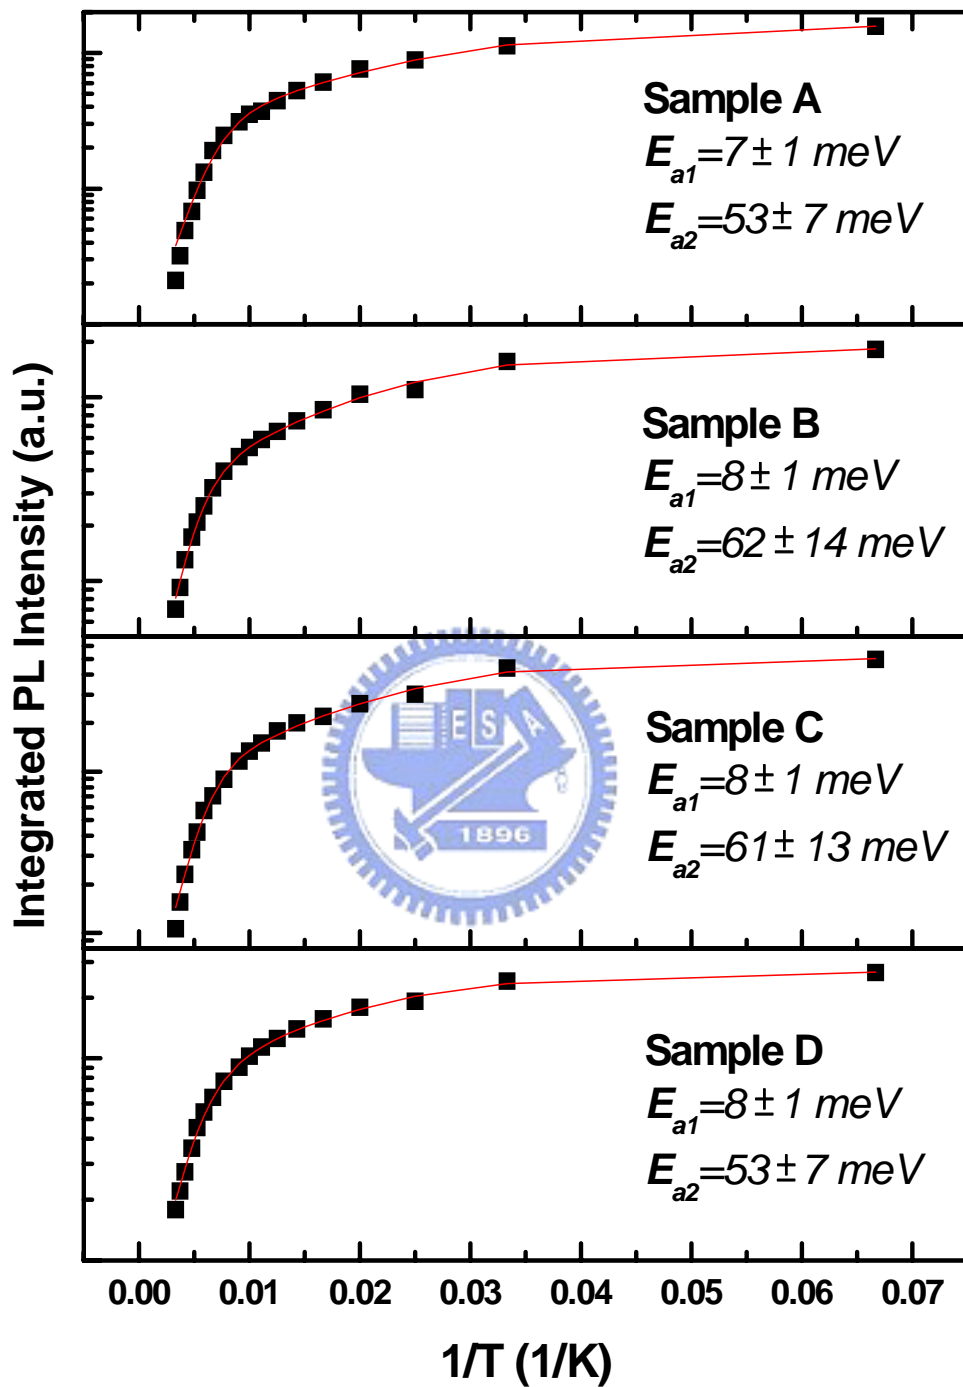 Integrated PL Intensity (a.u.)
Sample A
Ea1=7± 1 meV
Ea2=53± 7 meV
Sample B
Ea1=8± 1 meV
Ea2=62±14 meV
Sample C
Ea1=8± 1 meV
Ea2=61± 13 meV
E S A
1896
Sample D
Ea1=8± 1 meV
Ea2=53±7 meV
0.00 0.01 0.02 0.03 0.04 0.05 0.06 0.07
1/T (1/K)